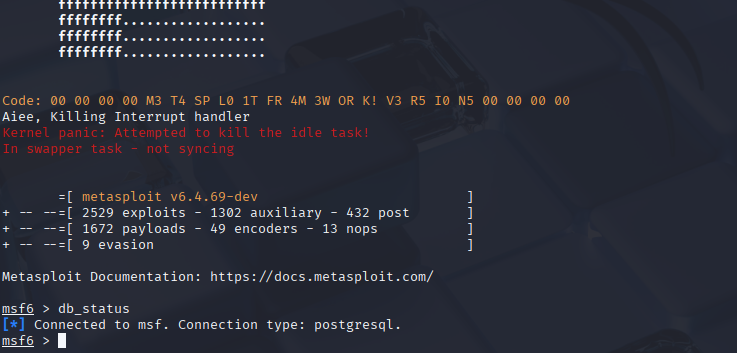 ffffffffffffffffffffffffff
ffffffff..................
ffffffff..................
ffffffff..................
Code: 00 00 00 00 M3 T4 SP L0 1T FR 4M 3W OR K! V3 R5 I0 N5 00 00 00 00
Aiee, Killing Interrupt handler
Kernel panic: Attempted to kill the idle task!
In swapper task - not syncing
=[ metasploit v6.4.69-dev ]
+ -- --=[ 2529 exploits - 1302 auxiliary - 432 post ]
+ -- --=[ 1672 payloads - 49 encoders - 13 nops ]
+ -- --=[ 9 evasion ]
Metasploit Documentation: https://docs.metasploit.com/
msf6 > db_status
[*] Connected to msf. Connection type: postgresql.
msf6 >